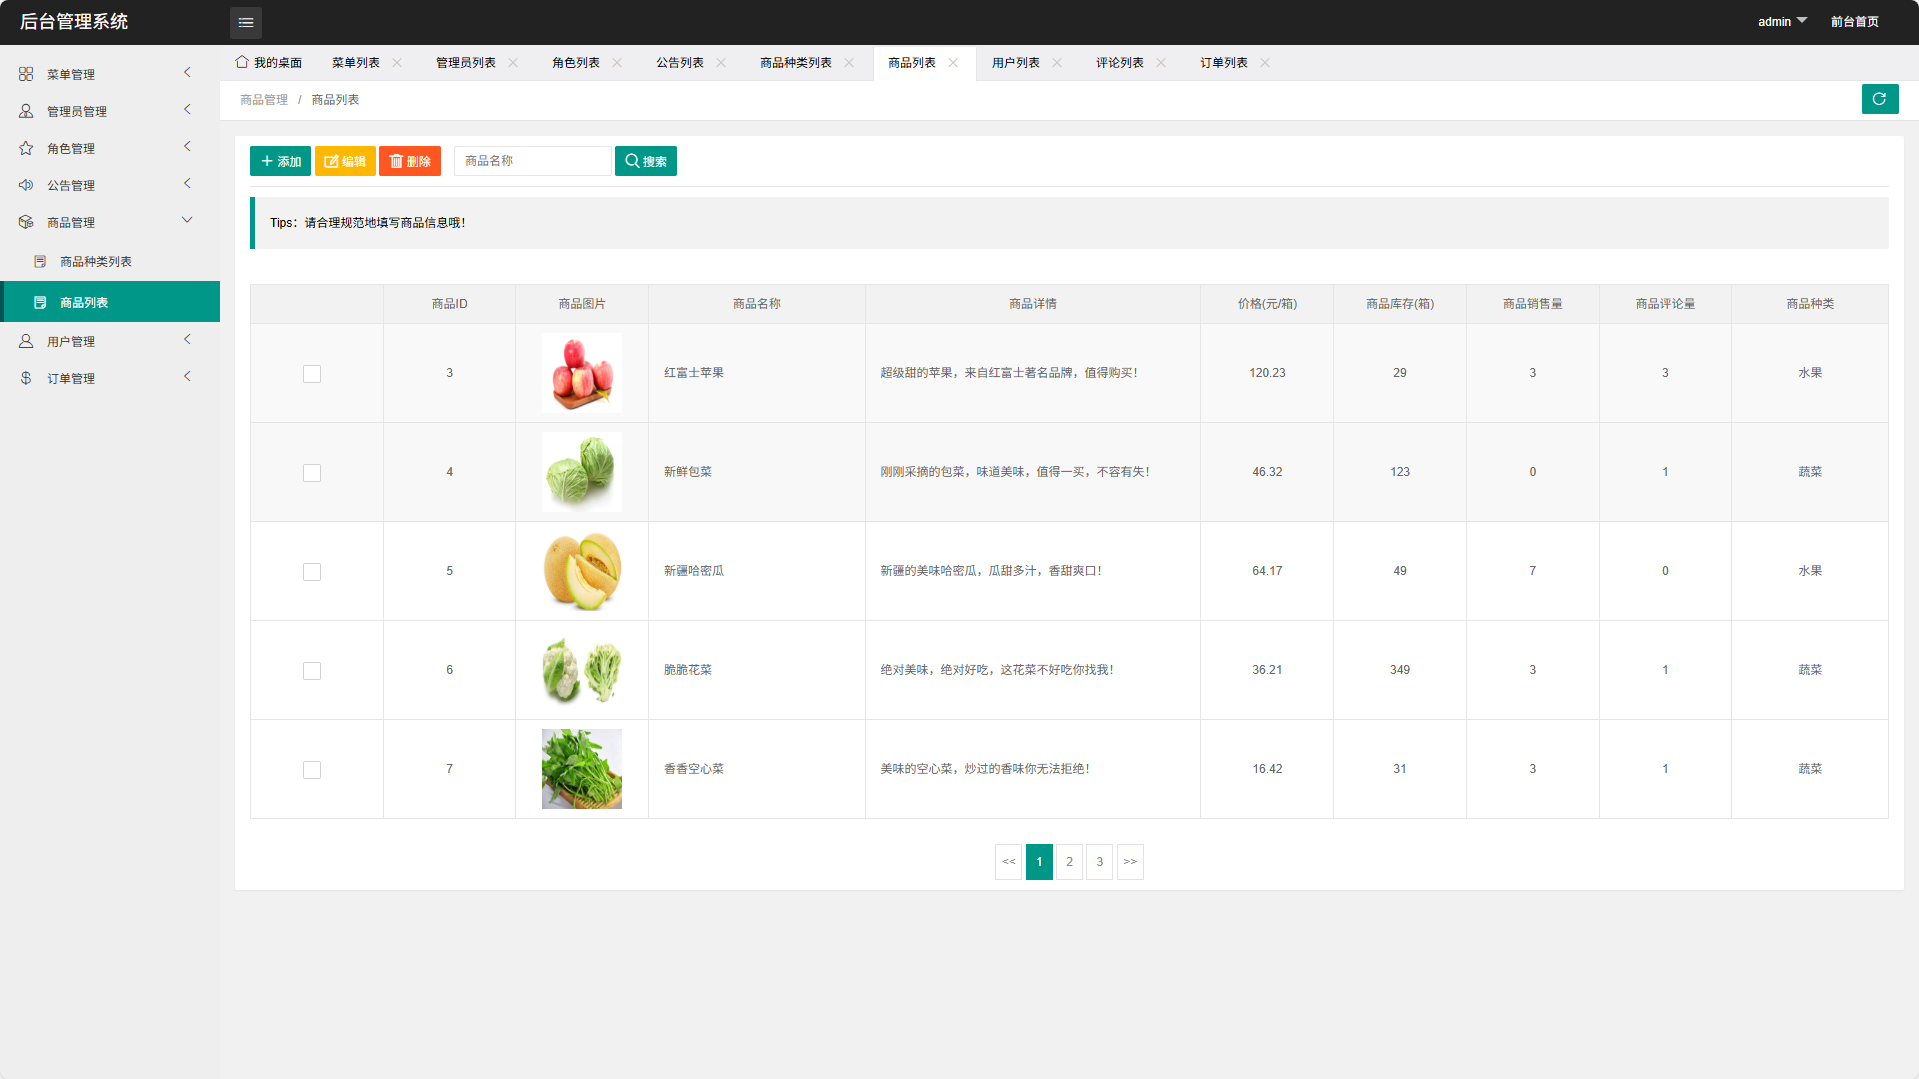 后台管理系统
admin 前台首页
我的桌面 菜单列表 管理员列表 角色列表 公告列表 商品种类列表 商品列表 用户列表 评论列表 订单列表
菜单管理
管理员管理
角色管理
公告管理
商品管理
商品种类列表
商品列表
用户管理
订单管理
商品管理 / 商品列表
添加 编辑 删除 商品名称 搜索
Tips：请合理规范地填写商品信息哦！
商品ID 商品图片 商品名称 商品详情 价格(元/箱) 商品库存(箱) 商品销售量 商品评论量 商品种类
3 红富士苹果 超级甜的苹果，来自红富士著名品牌，值得购买！ 120.23 29 3 3 水果
4 新鲜包菜 刚刚采摘的包菜，味道美味，值得一买，不容有失！ 46.32 123 0 1 蔬菜
5 新疆哈密瓜 新疆的美味哈密瓜，瓜甜多汁，香甜爽口！ 64.17 49 7 0 水果
6 脆脆花菜 绝对美味，绝对好吃，这花菜不好吃你找我！ 36.21 349 3 1 蔬菜
7 香香空心菜 美味的空心菜，炒过的香味你无法拒绝！ 16.42 31 3 1 蔬菜
<< 1 2 3 >>